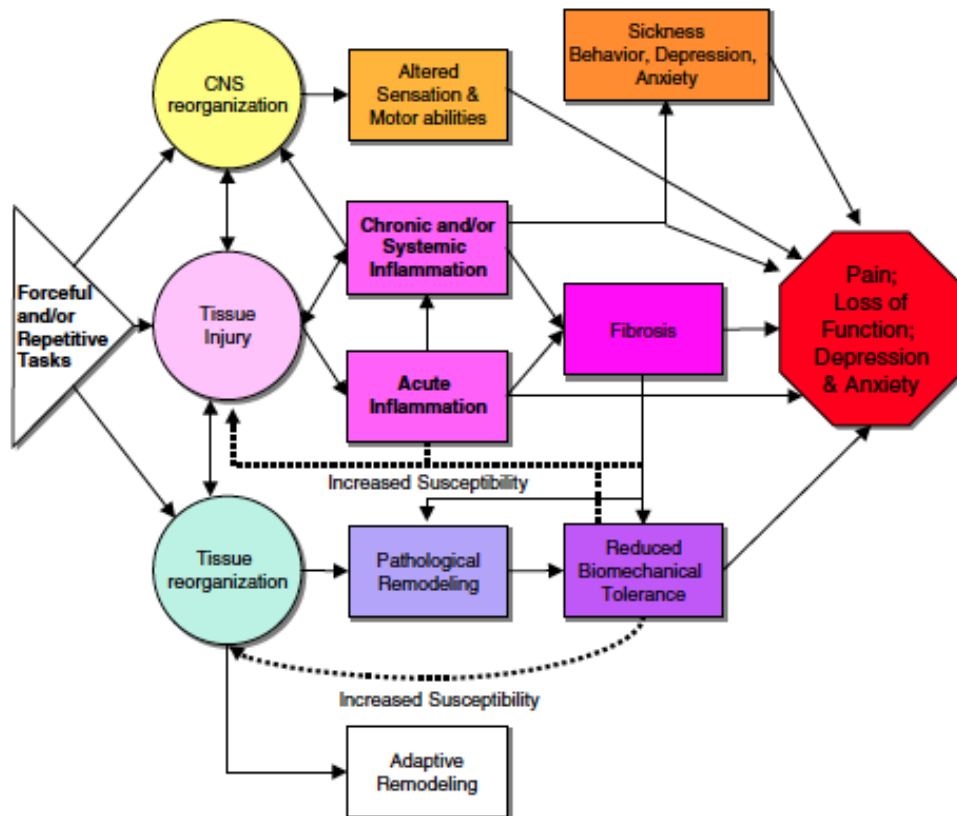 Sickness
Behavior, Depression,
Anxiety
CNS
reorganization
Altered
Sensation &
Motor abilities
Forceful
and/or
Repetitive
Tasks
Tissue
Injury
Chronic and/or
Systemic
Inflammation
Acute
Inflammation
Fibrosis
Pain;
Loss of
Function;
Depression
& Anxiety
Increased Susceptibility
Tissue
reorganization
Pathological
Remodeling
Reduced
Biomechanical
Tolerance
Increased Susceptibility
Adaptive
Remodeling